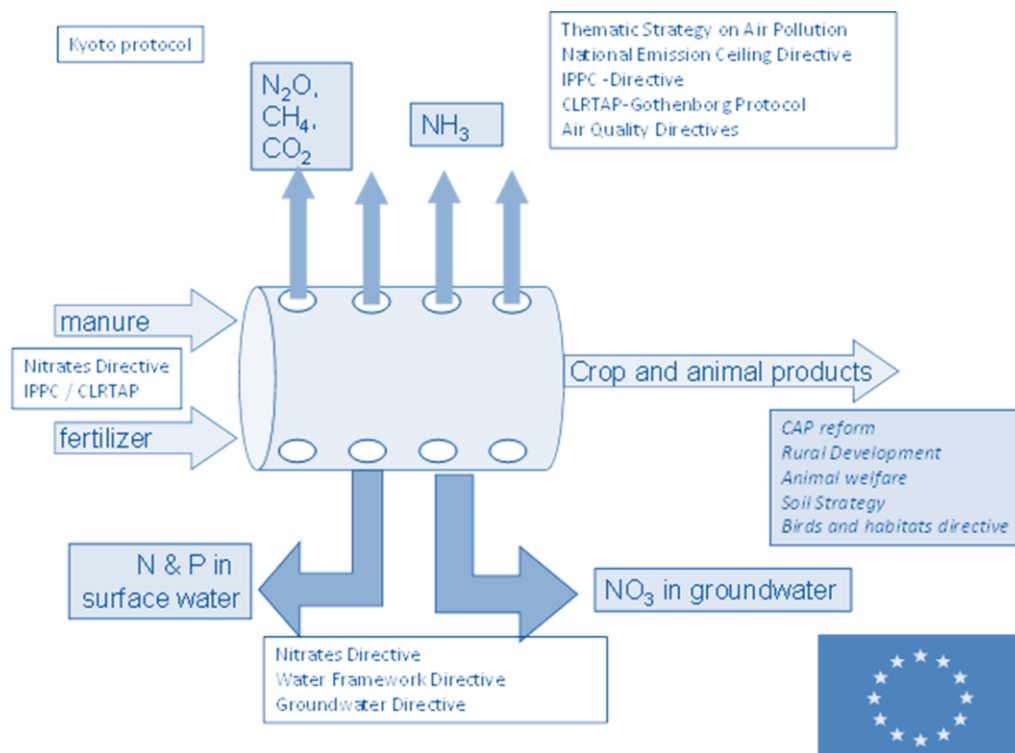 Kyoto protocol
Thematic Strategy on Air Pollution
National Emission Ceiling Directive
IPPC -Directive
CLRTAP-Gothenborg Protocol
Air Quality Directives
N₂O,
CH₄,
CO₂
NH₃
manure
Nitrates Directive
IPPC / CLRTAP
fertilizer
Crop and animal products
CAP reform
Rural Development
Animal welfare
Soil Strategy
Birds and habitats directive
N & P in
surface water
NO₃ in groundwater
Nitrates Directive
Water Framework Directive
Groundwater Directive